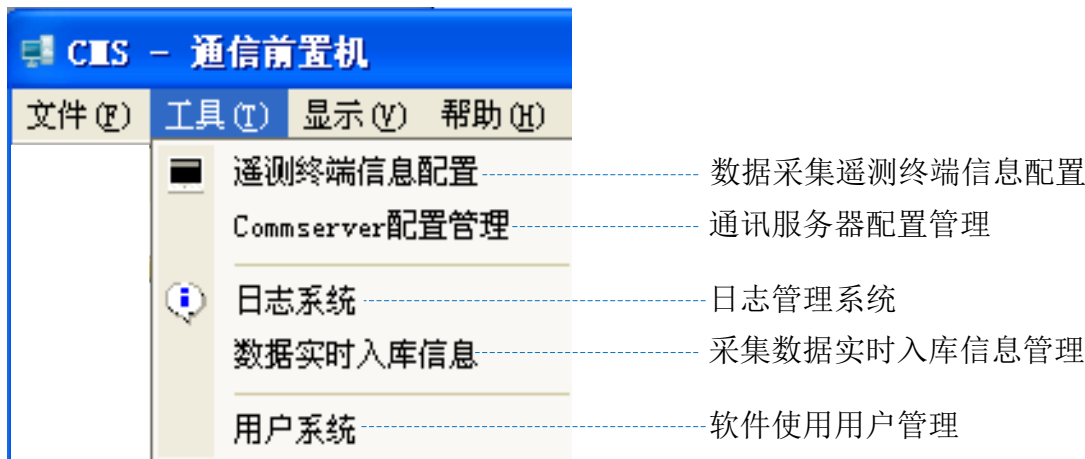 CMS - 通信前置机
文件(F) 工具(T) 显示(V) 帮助(H)
遥测终端信息配置 数据采集遥测终端信息配置
Commserver配置管理 通讯服务器配置管理
日志系统 日志管理系统
数据实时入库信息 采集数据实时入库信息管理
用户系统 软件使用用户管理